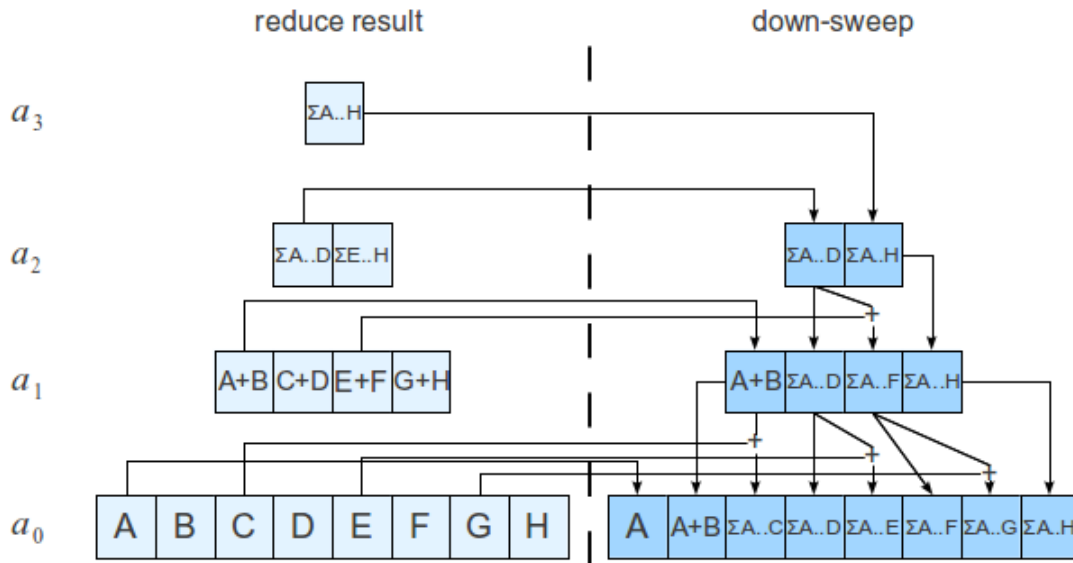 reduce result down-sweep
a3 ΣA..H
a2 ΣA..D ΣE..H ΣA..D ΣA..H
+
a1 A+B C+D E+F G+H A+B ΣA..D ΣA..F ΣA..H
+
+
+
a0 A B C D E F G H A A+B ΣA..C ΣA..D ΣA..E ΣA..F ΣA..G ΣA..H